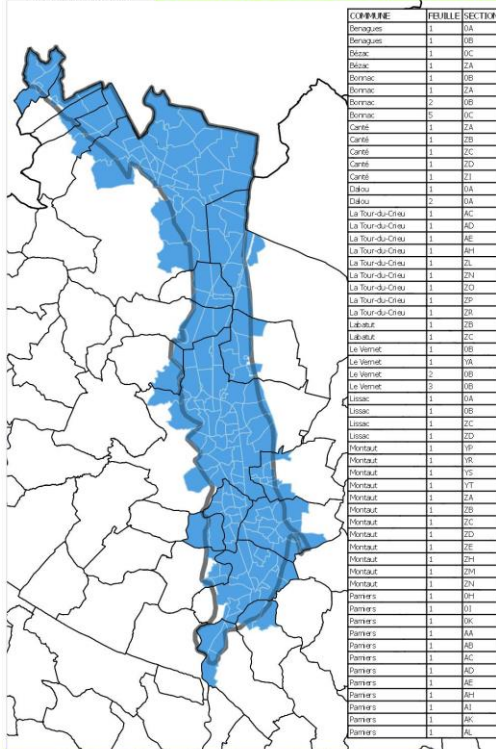 COMMUNE FEUILLE SECTION
Benagues 1 0A
Benagues 1 0B
Bézac 1 0C
Bézac 1 ZA
Bonnac 1 0B
Bonnac 1 ZA
Bonnac 2 0B
Bonnac 5 0C
Canté 1 ZA
Canté 1 ZB
Canté 1 ZC
Canté 1 ZD
Canté 1 ZI
Dalou 1 0A
Dalou 2 0A
La Tour-du-Crieu 1 AC
La Tour-du-Crieu 1 AD
La Tour-du-Crieu 1 AE
La Tour-du-Crieu 1 AH
La Tour-du-Crieu 1 ZL
La Tour-du-Crieu 1 ZN
La Tour-du-Crieu 1 ZO
La Tour-du-Crieu 1 ZP
La Tour-du-Crieu 1 ZR
Labatut 1 ZB
Labatut 1 ZC
Le Vernet 1 0B
Le Vernet 1 YA
Le Vernet 2 0B
Le Vernet 3 0B
Lissac 1 0A
Lissac 1 0B
Lissac 1 ZC
Lissac 1 ZD
Montaut 1 YP
Montaut 1 YR
Montaut 1 YS
Montaut 1 YT
Montaut 1 ZA
Montaut 1 ZB
Montaut 1 ZC
Montaut 1 ZD
Montaut 1 ZE
Montaut 1 ZH
Montaut 1 ZM
Montaut 1 ZN
Pamiers 1 0H
Pamiers 1 0I
Pamiers 1 0K
Pamiers 1 AA
Pamiers 1 AB
Pamiers 1 AC
Pamiers 1 AD
Pamiers 1 AE
Pamiers 1 AH
Pamiers 1 AI
Pamiers 1 AK
Pamiers 1 AL